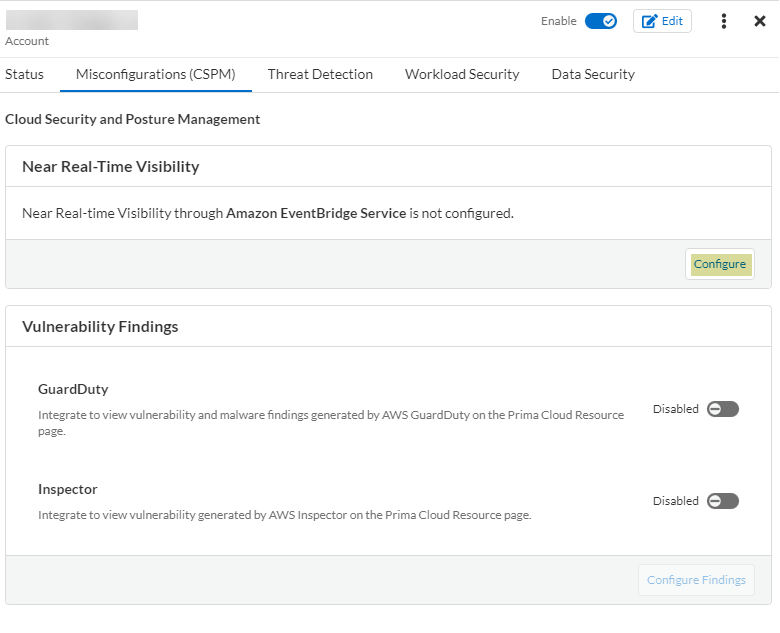 Enable
Edit
Account
Status
Misconfigurations (CSPM)
Threat Detection
Workload Security
Data Security
Cloud Security and Posture Management
Near Real-Time Visibility
Near Real-time Visibility through Amazon EventBridge Service is not configured.
Configure
Vulnerability Findings
GuardDuty
Integrate to view vulnerability and malware findings generated by AWS GuardDuty on the Prima Cloud Resource
page.
Disabled
Inspector
Integrate to view vulnerability generated by AWS Inspector on the Prima Cloud Resource page.
Disabled
Configure Findings